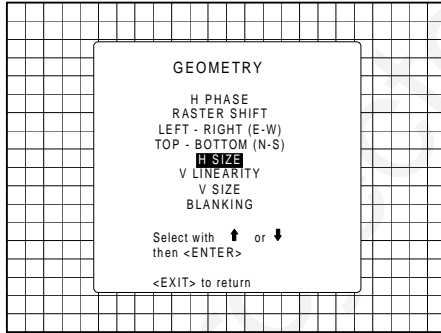 GEOMETRY
H PHASE
RASTER SHIFT
LEFT - RIGHT (E-W)
TOP - BOTTOM (N-S)
H SIZE
V LINEARITY
V SIZE
BLANKING
Select with ⬆ or ⬇
then <ENTER>
<EXIT> to return